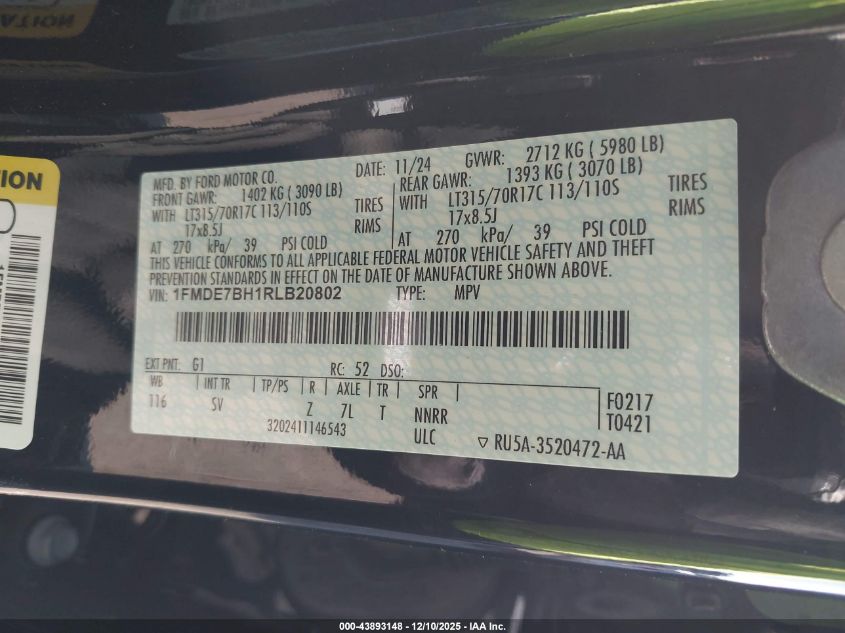 TION
MFD. BY FORD MOTOR CO.
DATE: 11/24 GVWR: 2712 KG ( 5980 LB)
FRONT GAWR: 1402 KG ( 3090 LB)
REAR GAWR: 1393 KG ( 3070 LB)
WITH LT315/70R17C 113/110S TIRES
WITH LT315/70R17C 113/110S TIRES
17x8.5J RIMS
17x8.5J RIMS
AT 270 kPa/ 39 PSI COLD
AT 270 kPa/ 39 PSI COLD
THIS VEHICLE CONFORMS TO ALL APPLICABLE FEDERAL MOTOR VEHICLE SAFETY AND THEFT
PREVENTION STANDARDS IN EFFECT ON THE DATE OF MANUFACTURE SHOWN ABOVE.
VIN: 1FMDE7BH1RLB20802 TYPE: MPV
EXT PNT: G1 RC: 52 DSO:
WB INT TR TP/PS R AXLE TR SPR
116 SV Z 7L T NNRR
F0217
T0421
3202411146543 ULC
▽ RU5A-3520472-AA
000-43893148 - 12/10/2025 - IAA Inc.